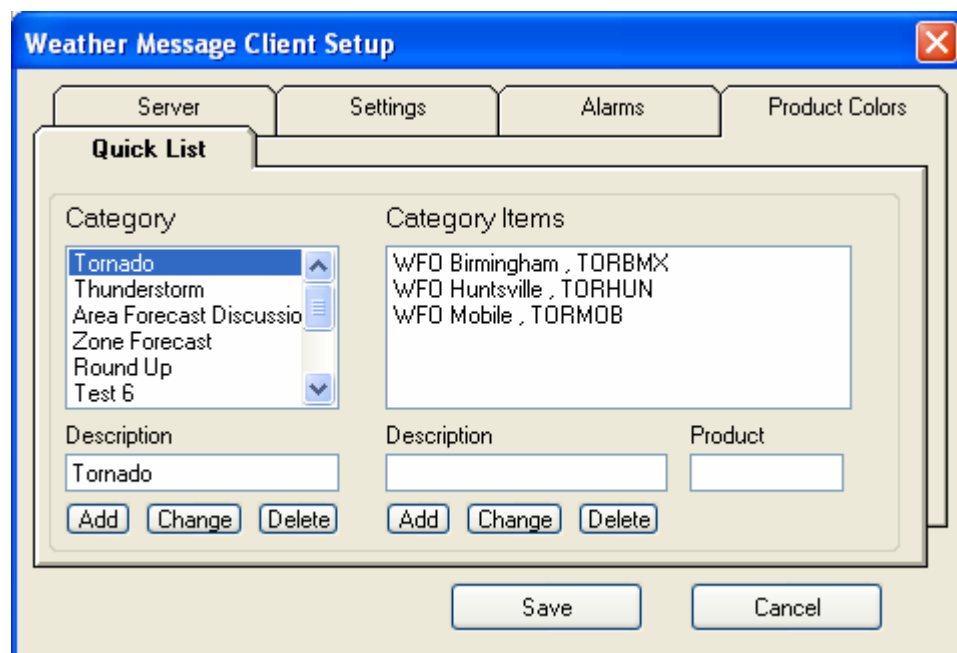 Weather Message Client Setup
Server Settings Alarms Product Colors
Quick List
Category
Tornado
Thunderstorm
Area Forecast Discussio
Zone Forecast
Round Up
Test 6
Description
Tornado
Add Change Delete
Category Items
WFO Birmingham , TORBMX
WFO Huntsville , TORHUN
WFO Mobile , TORMOB
Description Product
Add Change Delete
Save Cancel